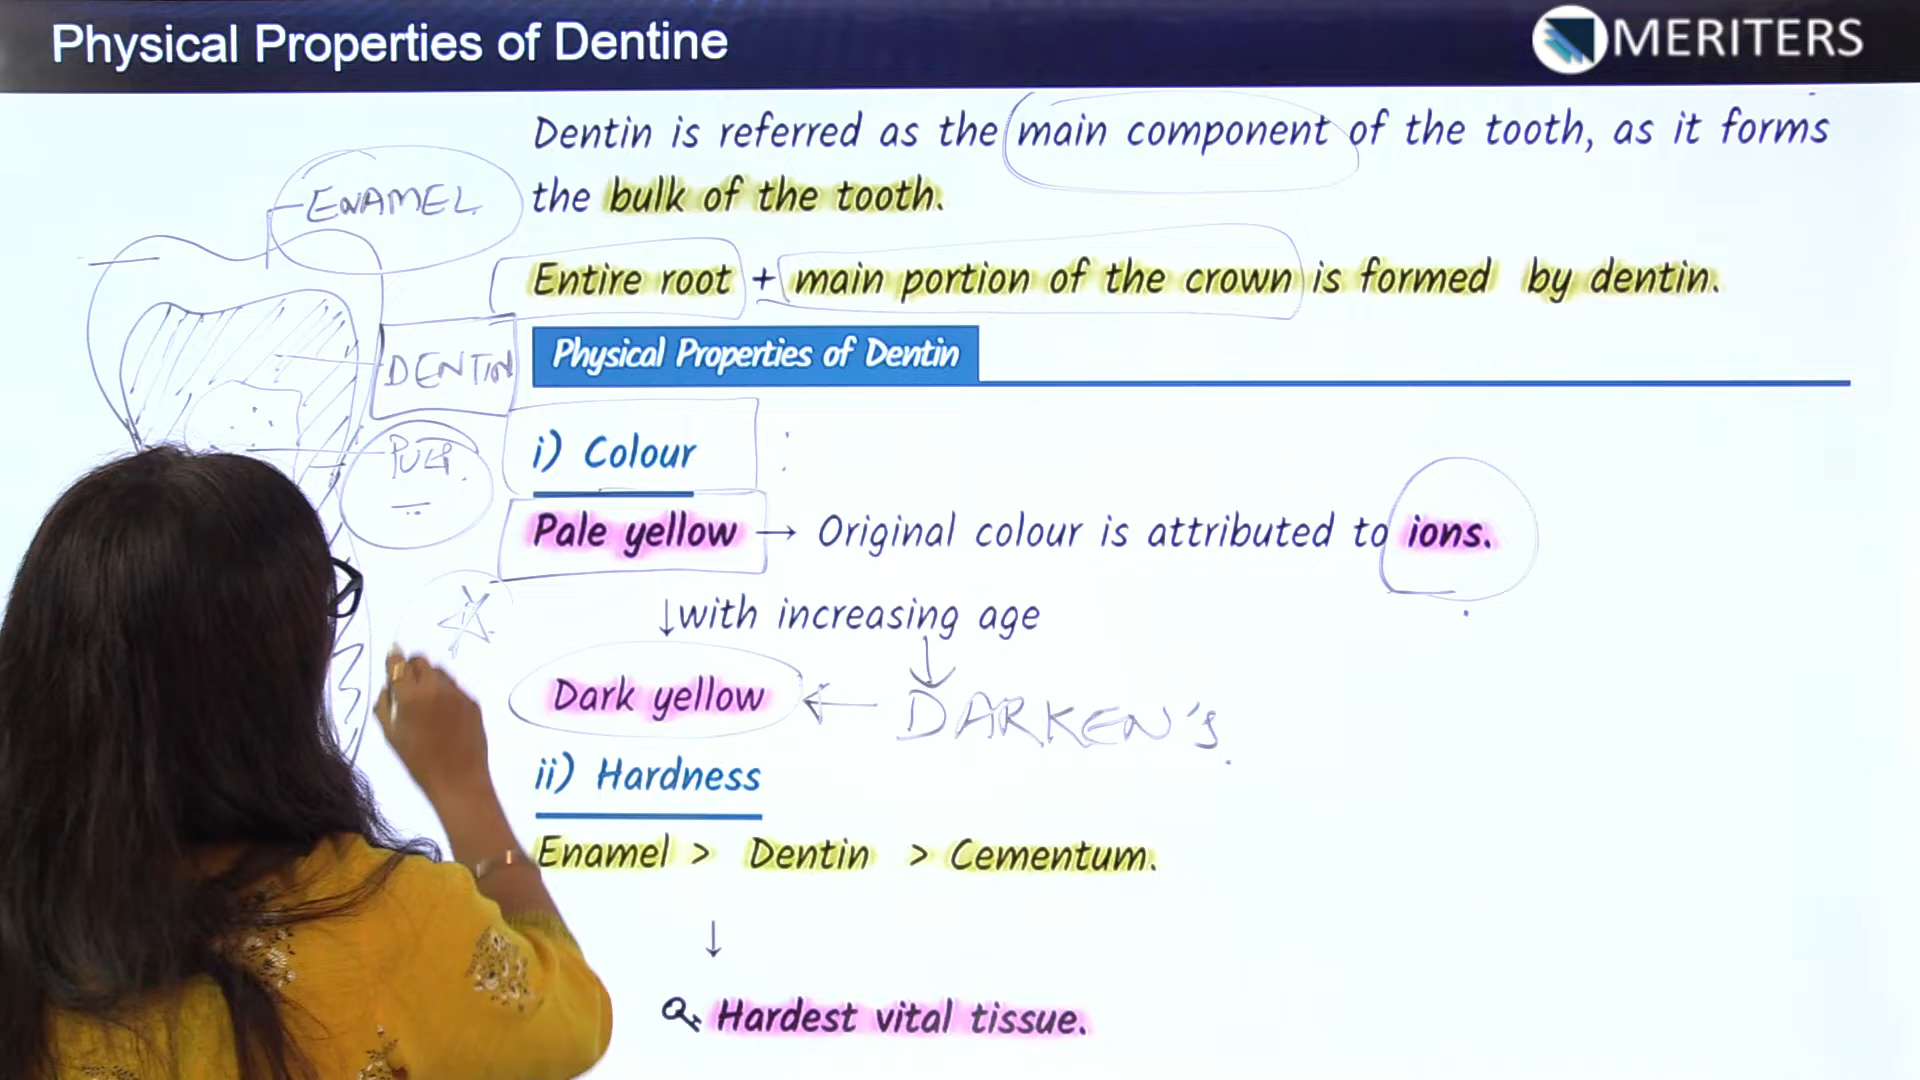 Physical Properties of Dentine
MERITERS
Dentin is referred as the main component of the tooth, as it forms
the bulk of the tooth.
ENAMEL
Entire root + main portion of the crown is formed by dentin.
Physical Properties of Dentin
DENTIN
i) Colour
PULP
Pale yellow → Original colour is attributed to ions.
↓with increasing age
Dark yellow ← DARKEN's
ii) Hardness
Enamel > Dentin > Cementum.
↓
Hardest vital tissue.